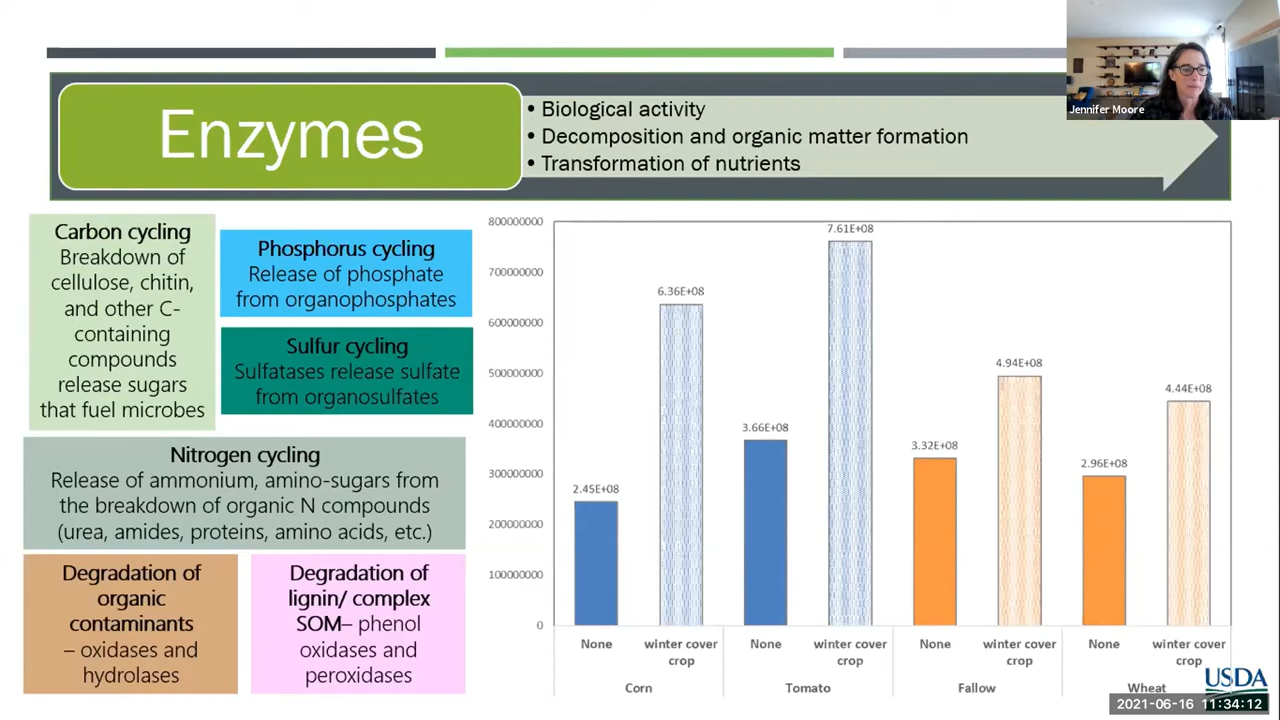 Enzymes
• Biological activity
• Decomposition and organic matter formation
• Transformation of nutrients
Jennifer Moore
Carbon cycling
Breakdown of
cellulose, chitin,
and other C-
containing
compounds
release sugars
that fuel microbes
Phosphorus cycling
Release of phosphate
from organophosphates
Sulfur cycling
Sulfatases release sulfate
from organosulfates
Nitrogen cycling
Release of ammonium, amino-sugars from
the breakdown of organic N compounds
(urea, amides, proteins, amino acids, etc.)
Degradation of
organic
contaminants
– oxidases and
hydrolases
Degradation of
lignin/ complex
SOM– phenol
oxidases and
peroxidases
800000000
700000000
600000000
500000000
400000000
300000000
200000000
100000000
0
2.45E+08
6.36E+08
3.66E+08
7.61E+08
3.32E+08
4.94E+08
2.96E+08
4.44E+08
None
winter cover
crop
None
winter cover
crop
None
winter cover
crop
None
winter cover
crop
Corn
Tomato
Fallow
Wheat
USDA
2021-06-16 11:34:12